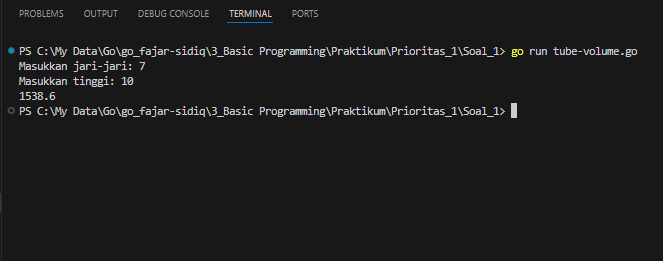 PROBLEMS OUTPUT DEBUG CONSOLE TERMINAL PORTS
PS C:\My Data\Go\go_fajar-sidiq\3_Basic Programming\Praktikum\Prioritas_1\Soal_1> go run tube-volume.go
Masukkan jari-jari: 7
Masukkan tinggi: 10
1538.6
PS C:\My Data\Go\go_fajar-sidiq\3_Basic Programming\Praktikum\Prioritas_1\Soal_1>